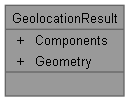 GeolocationResult
+ Components
+ Geometry